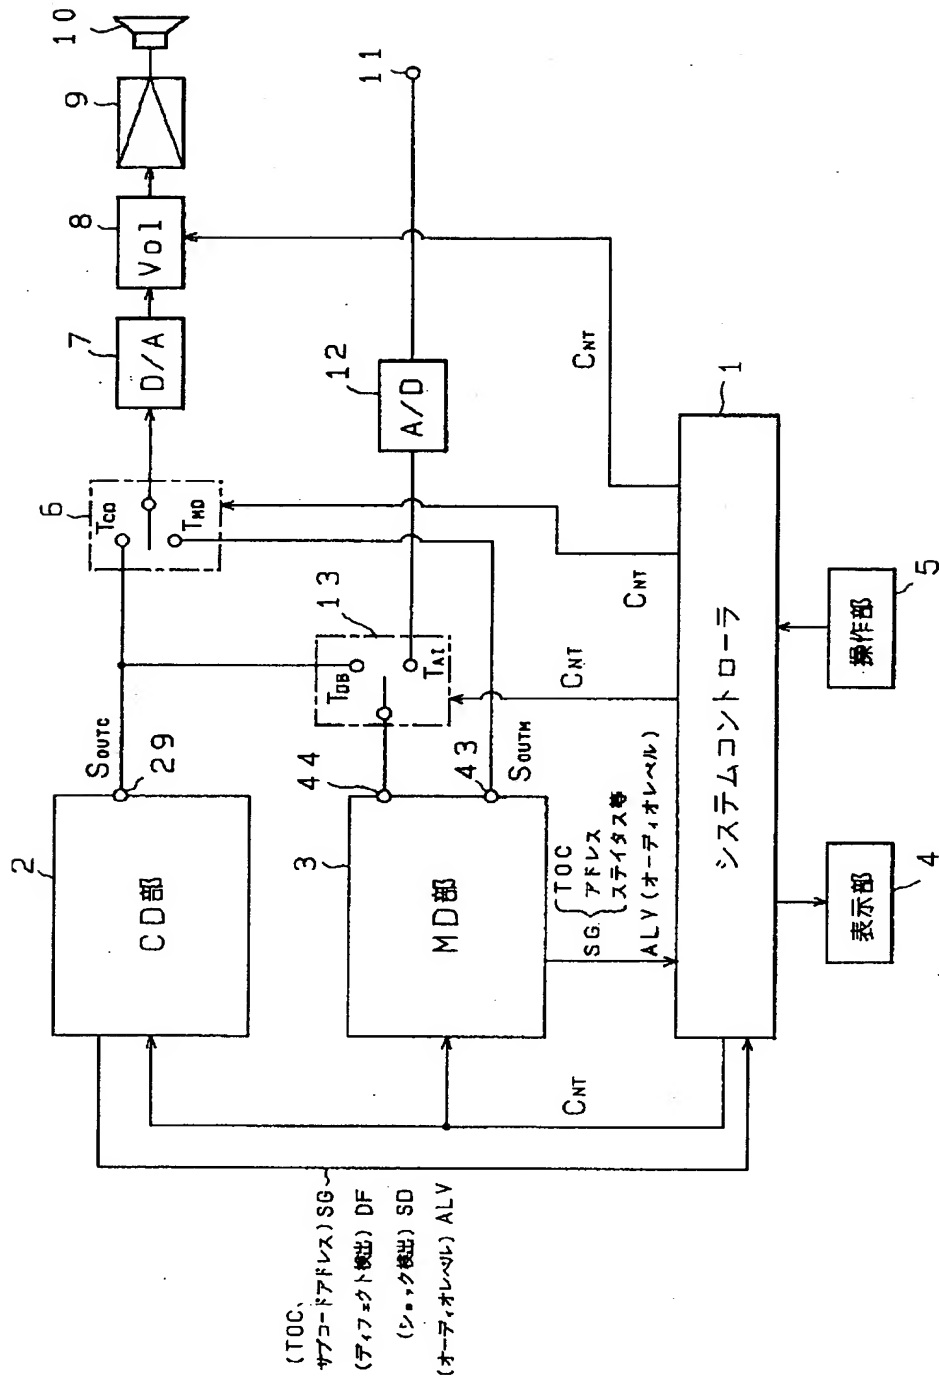 10
9
8
Vol
7
D/A
11
12
A/D
6
TCD
TMD
13
TDB
TAI
CNT
CNT
CNT
CNT
2
CD部
29
SOUTC
3
MD部
44
43
SOUTM
SG
TOC
アドレス
ステイタス等
ALV(オーディオレベル)
1
システムコントローラ
操作部
5
表示部
4
(TOC、
サブコードアドレス)SG
(ディフェクト検出)DF
(ショック検出)SD
(オーディオレベル)ALV